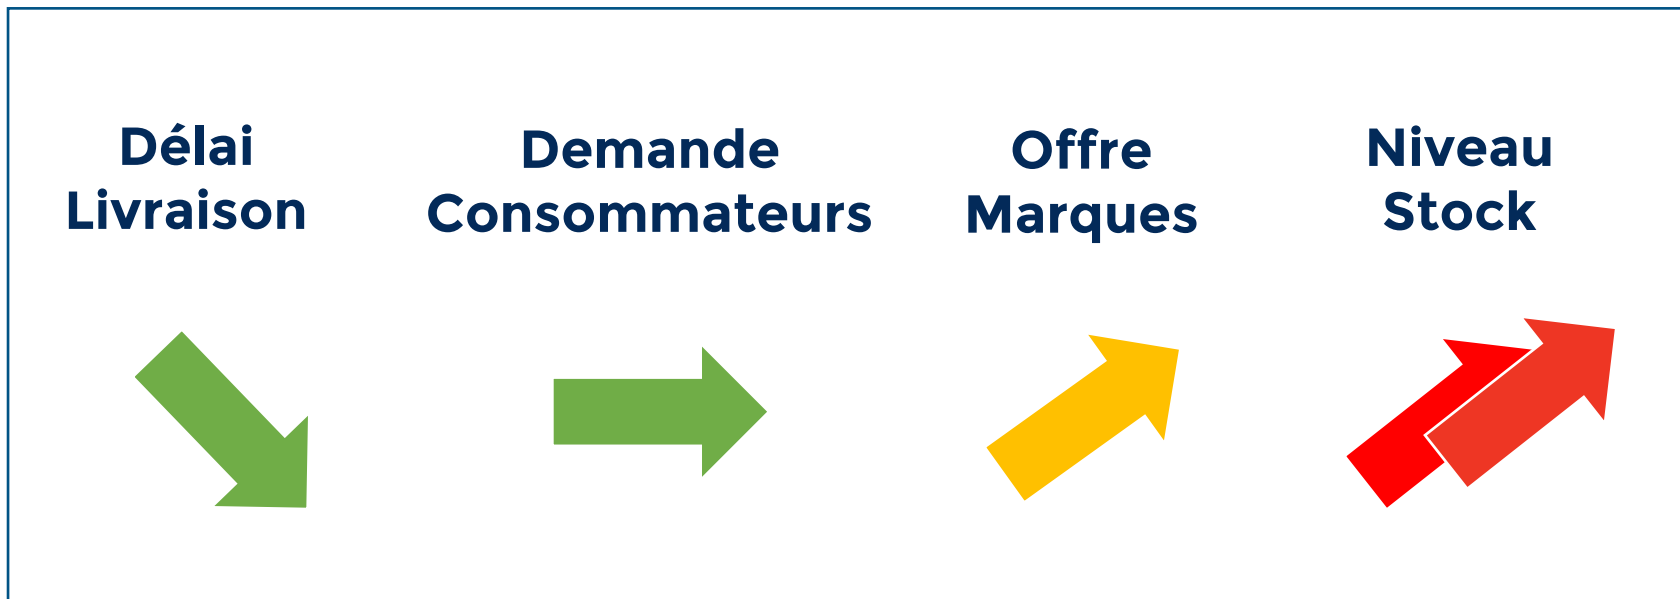 Délai
Livraison
Demande
Consommateurs
Offre
Marques
Niveau
Stock